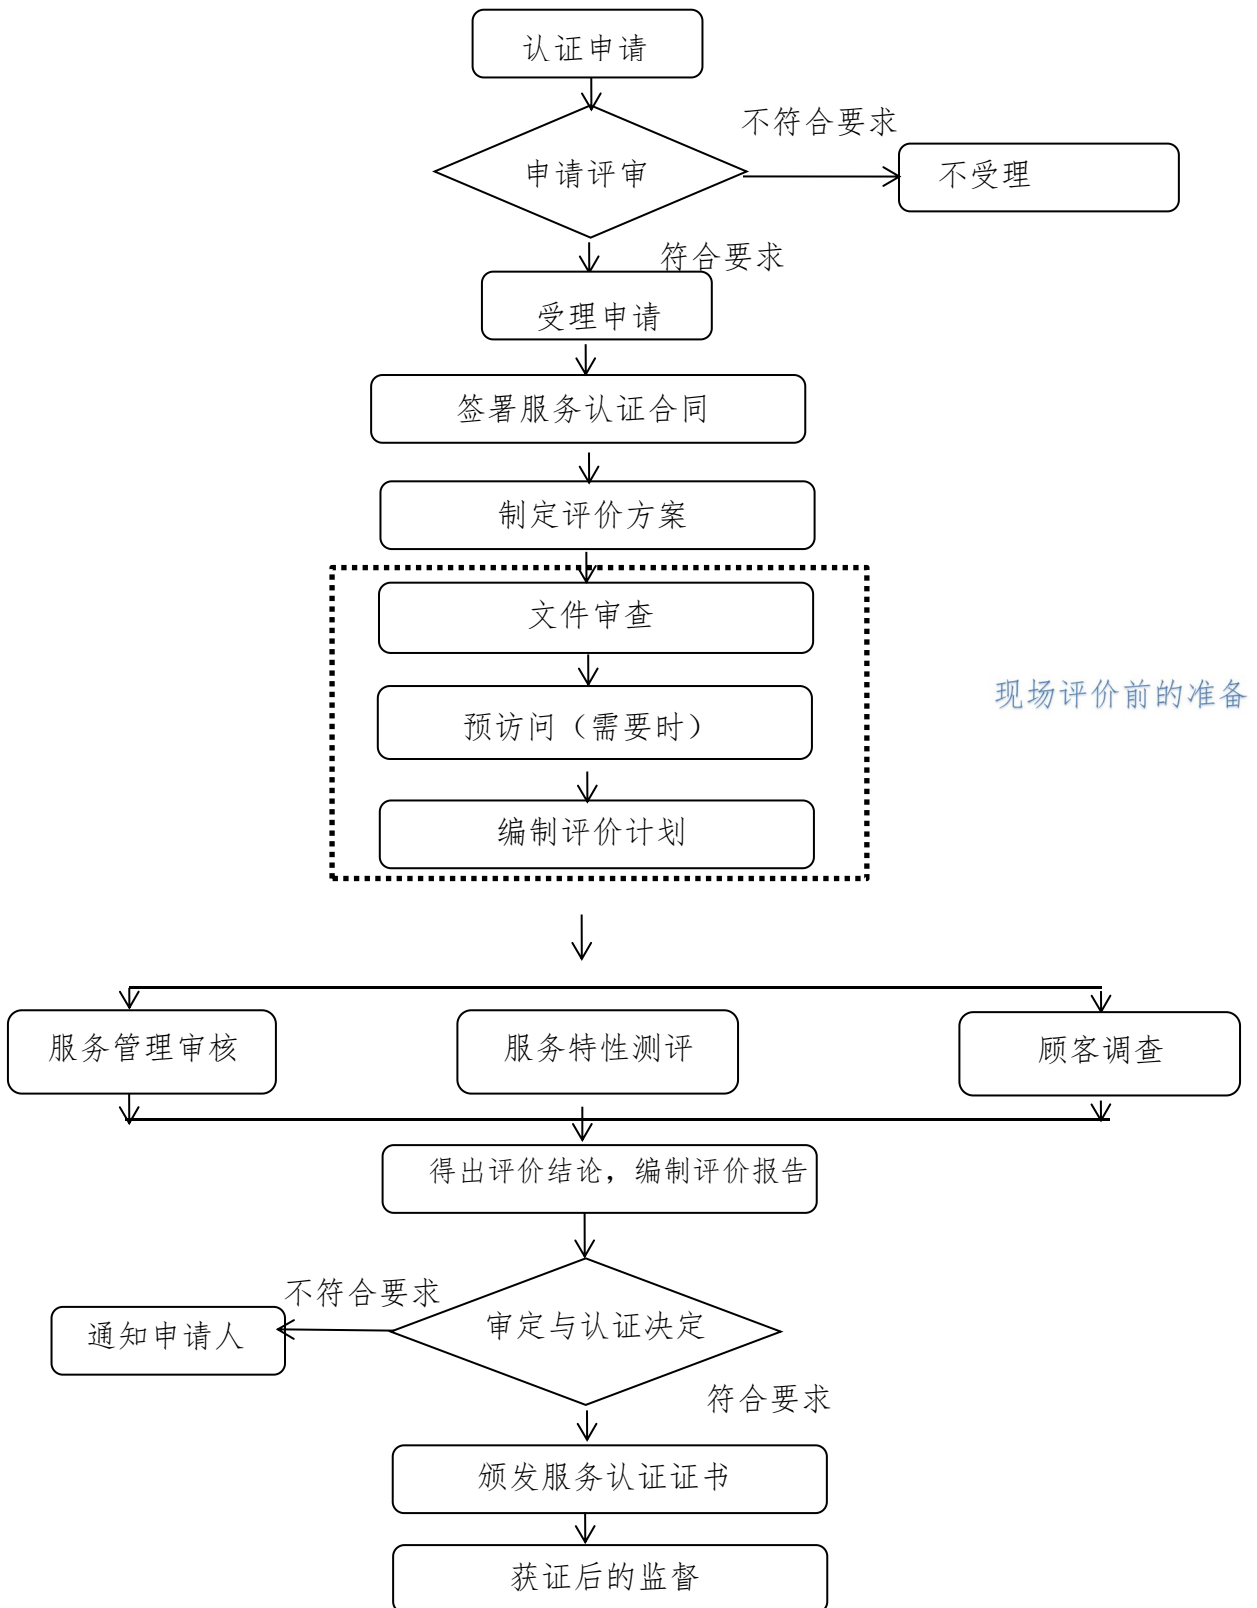 认证申请
不符合要求
申请评审
不受理
符合要求
受理申请
签署服务认证合同
制定评价方案
文件审查
现场评价前的准备
预访问（需要时）
编制评价计划
服务管理审核
服务特性测评
顾客调查
得出评价结论，编制评价报告
不符合要求
审定与认证决定
通知申请人
符合要求
颁发服务认证证书
获证后的监督